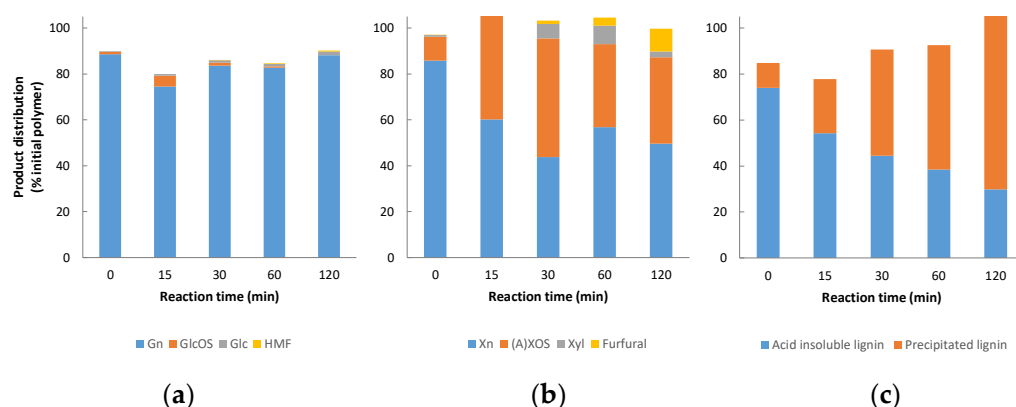 Product distribution
(% initial polymer)
100
80
60
40
20
0
0 15 30 60 120
Reaction time (min)
Gn GlcOS Glc HMF
(a)
100
80
60
40
20
0
0 15 30 60 120
Reaction time (min)
Xn (A)XOS Xyl Furfural
(b)
100
80
60
40
20
0
0 15 30 60 120
Reaction time (min)
Acid insoluble lignin Precipitated lignin
(c)